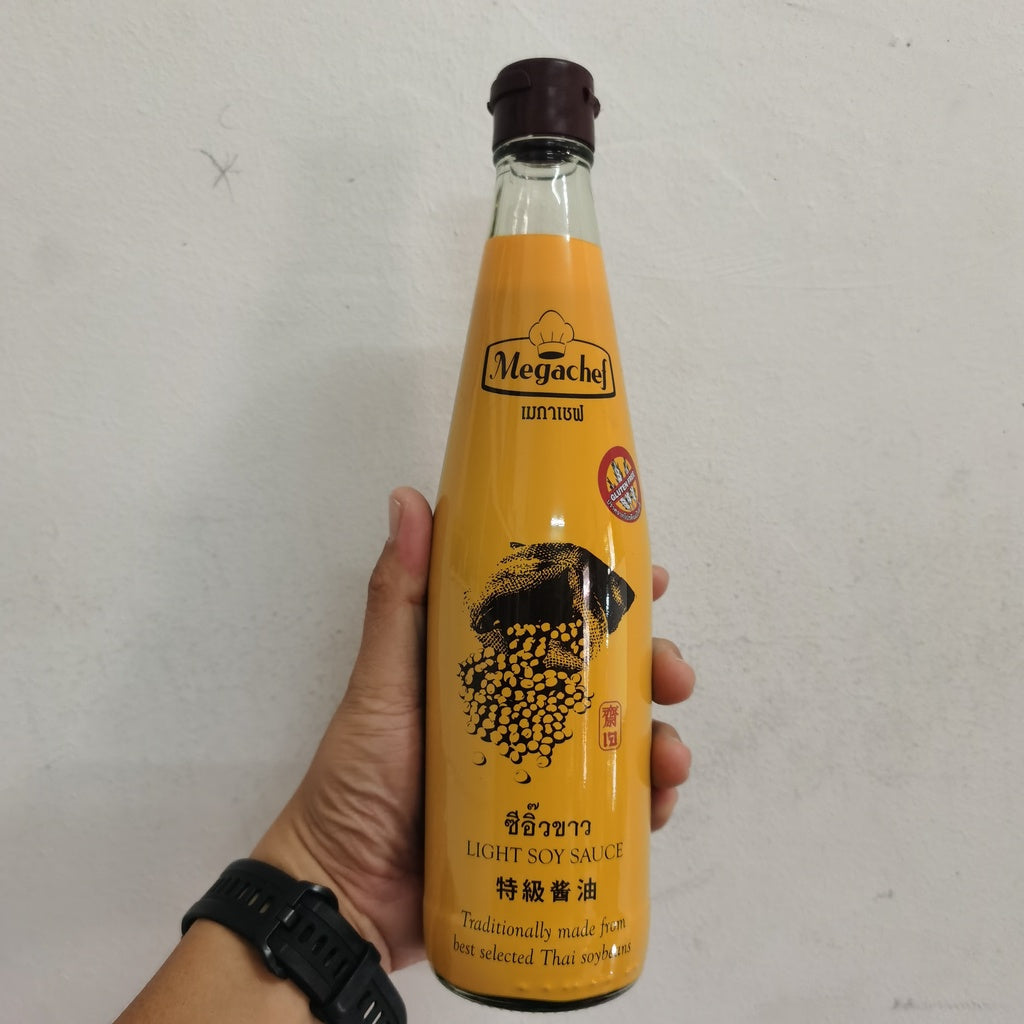 Megachef
เมกาเชฟ
GLUTEN FREE
齋
เจ
ซีอิ๊วขาว
LIGHT SOY SAUCE
特級酱油
Traditionally made from
best selected Thai soybeans